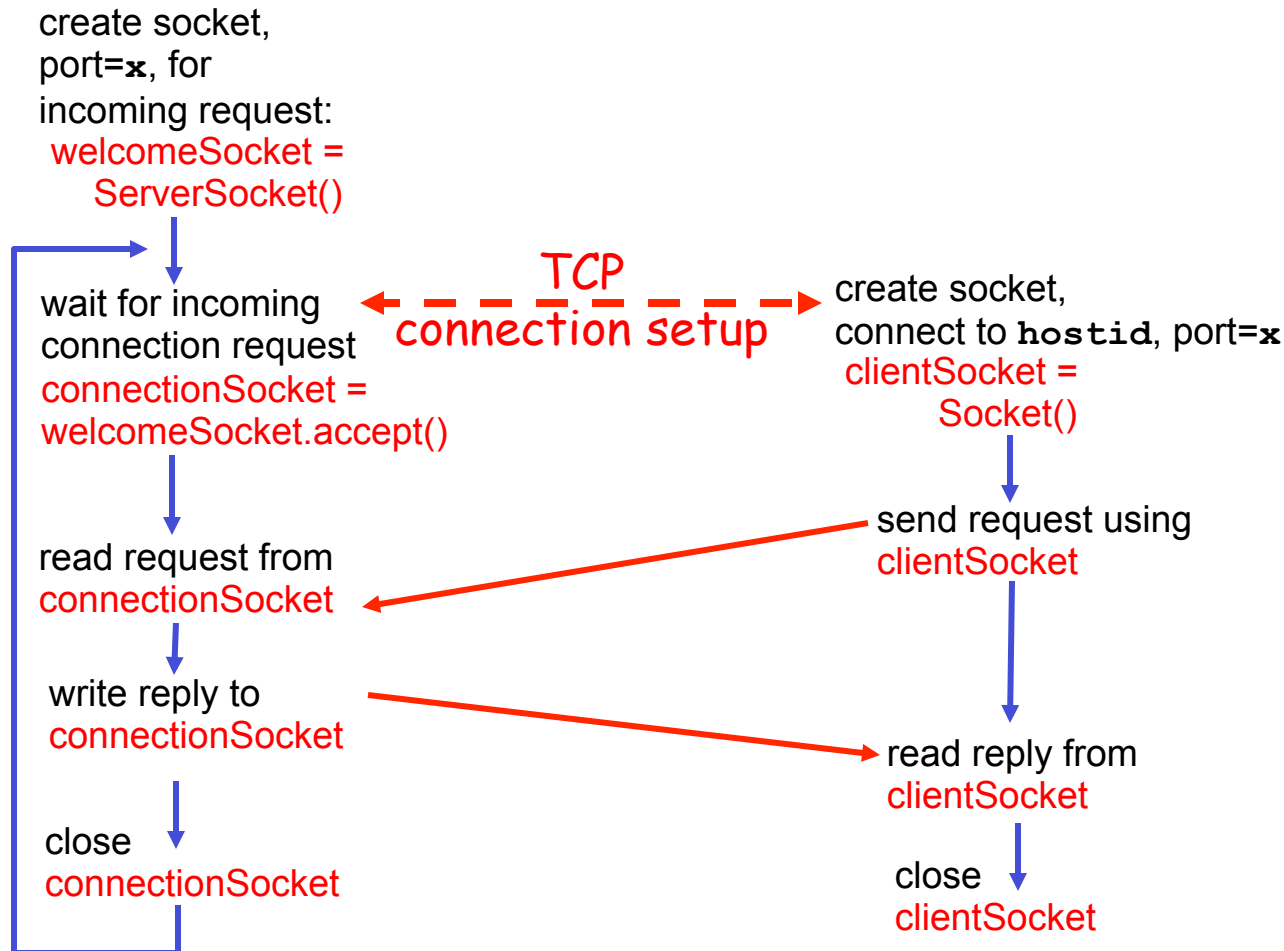 create socket,
port=x, for
incoming request:
welcomeSocket =
ServerSocket()
wait for incoming
connection request
connectionSocket =
welcomeSocket.accept()
read request from
connectionSocket
write reply to
connectionSocket
close
connectionSocket
TCP
connection setup
create socket,
connect to hostid, port=x
clientSocket =
Socket()
send request using
clientSocket
read reply from
clientSocket
close
clientSocket